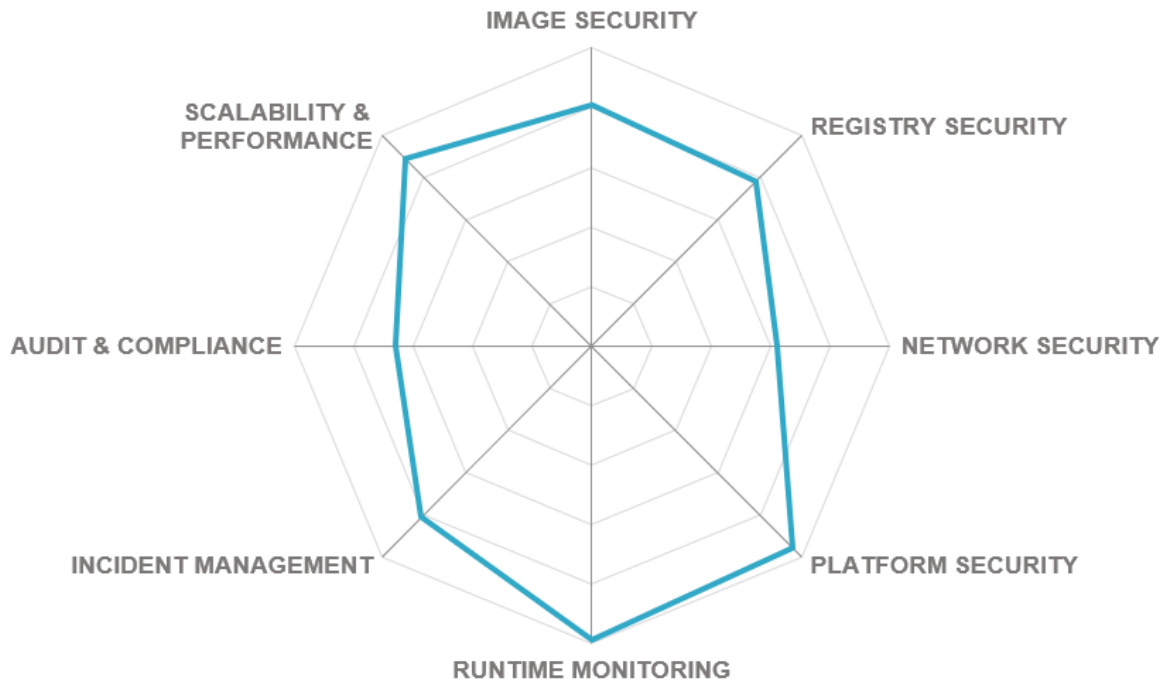 IMAGE SECURITY
SCALABILITY &
PERFORMANCE
REGISTRY SECURITY
AUDIT & COMPLIANCE
NETWORK SECURITY
INCIDENT MANAGEMENT
PLATFORM SECURITY
RUNTIME MONITORING